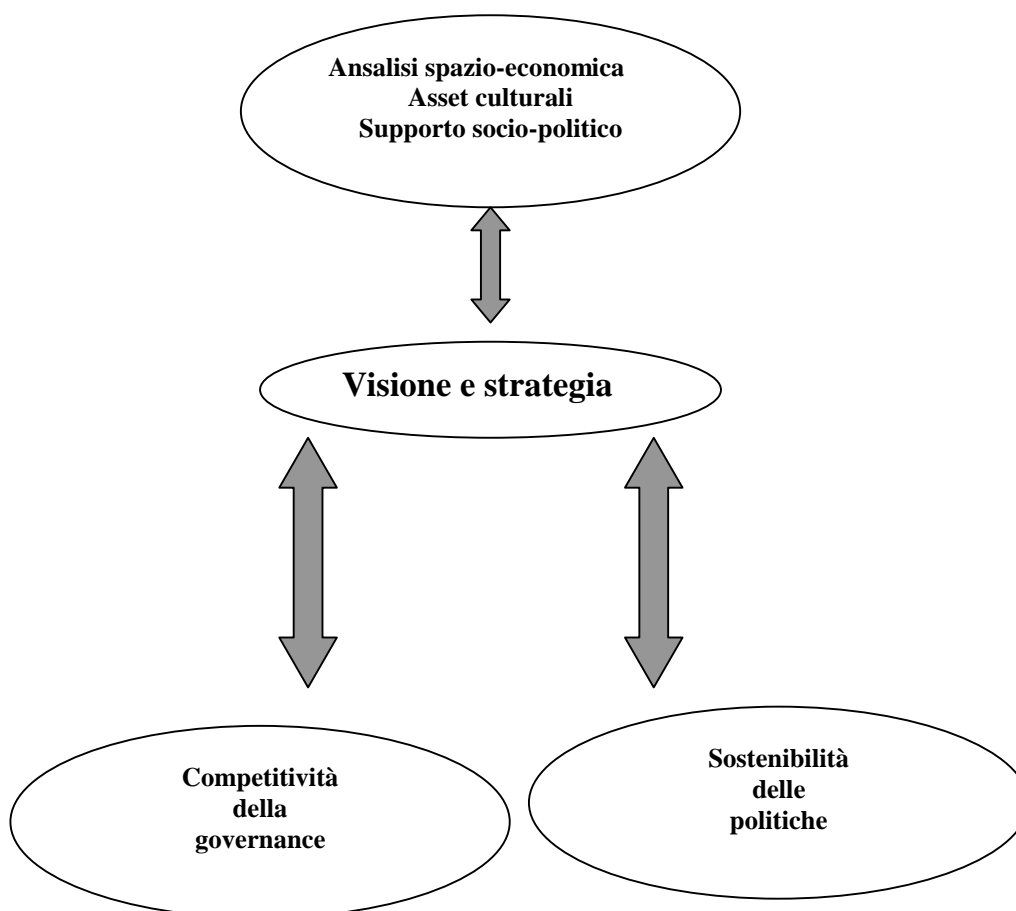 Ansalisi spazio-economica
Asset culturali
Supporto socio-politico
Visione e strategia
Competitività
della
governance
Sostenibilità
delle
politiche